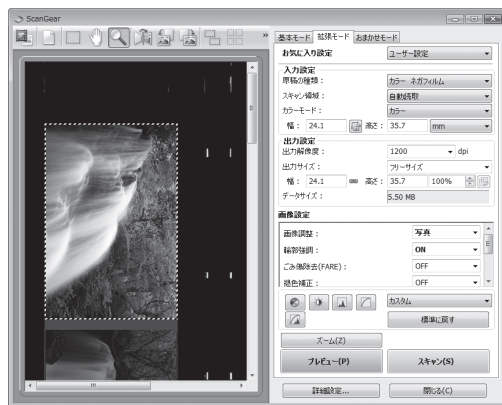 ScanGear
基本モード 拡張モード おまかせモード
お気に入り設定 ユーザー設定
入力設定
原稿の種類： カラー ネガフィルム
スキャン領域： 自動読取
カラーモード： カラー
幅： 24.1 高さ： 35.7 mm
出力設定
出力解像度： 1200 dpi
出力サイズ： フリーサイズ
幅： 24.1 高さ： 35.7 100%
データサイズ： 5.50 MB
画像設定
画像調整： 写真
輪郭強調： ON
ごみ傷除去(FARE)： OFF
褪色補正： OFF
カスタム
標準に戻す
ズーム(Z)
プレビュー(P) スキャン(S)
詳細設定... 閉じる(C)